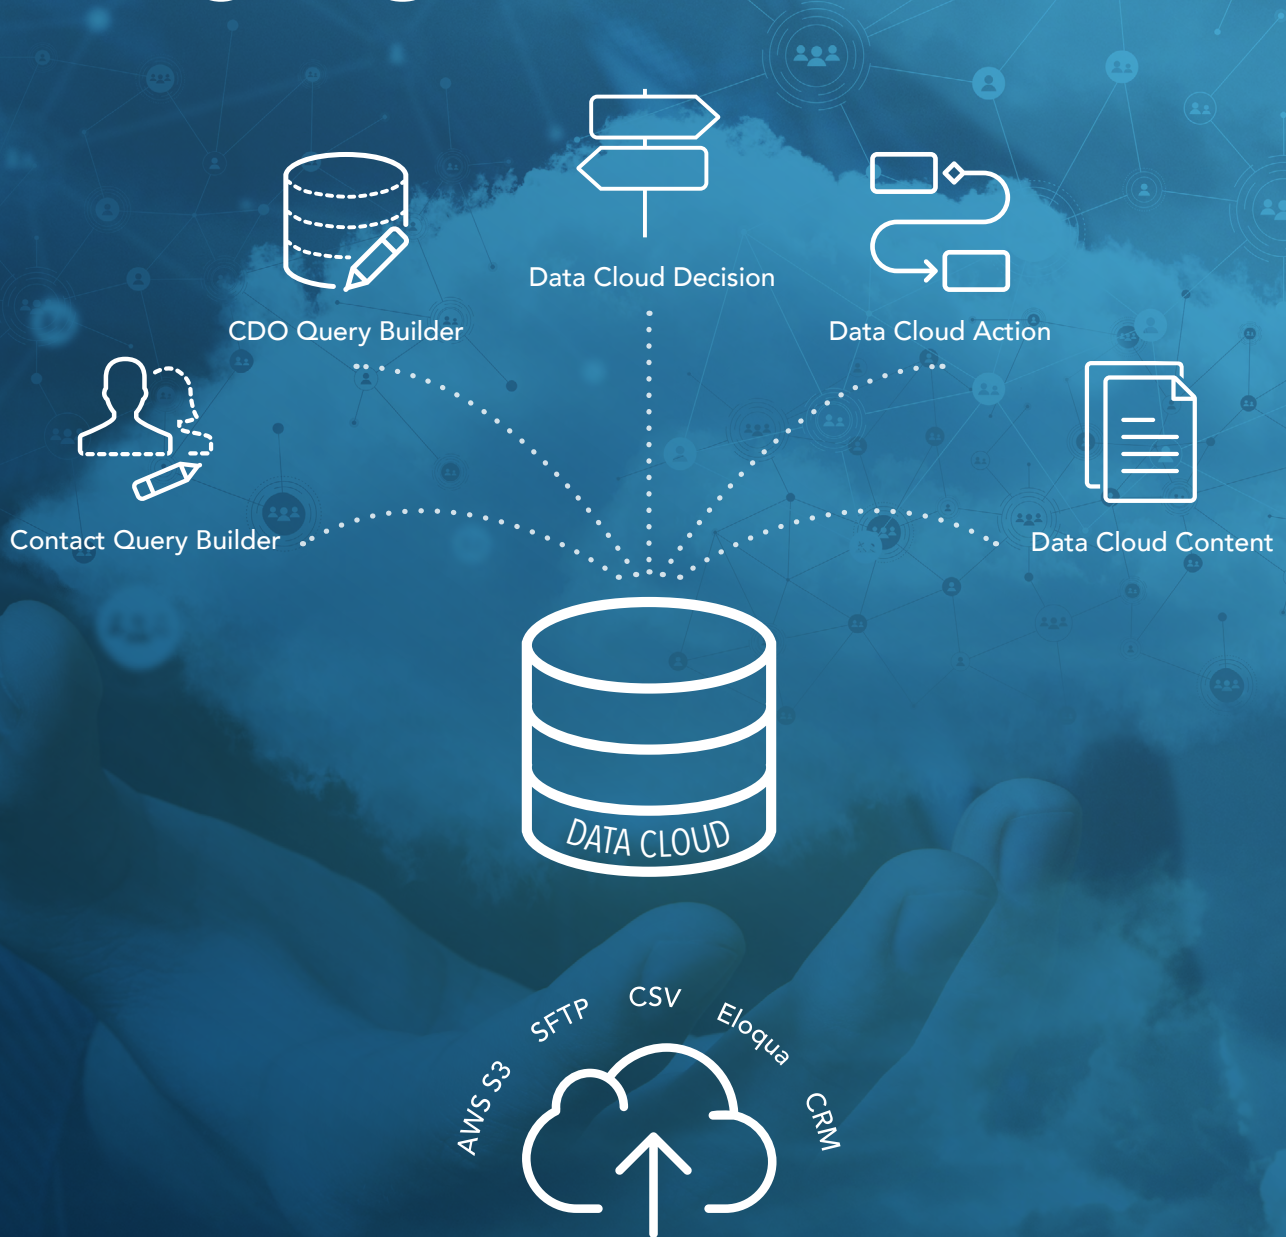 Data Cloud Decision
CDO Query Builder
Data Cloud Action
Contact Query Builder
Data Cloud Content
DATA CLOUD
AWS S3
SFTP
CSV
Eloqua
CRM